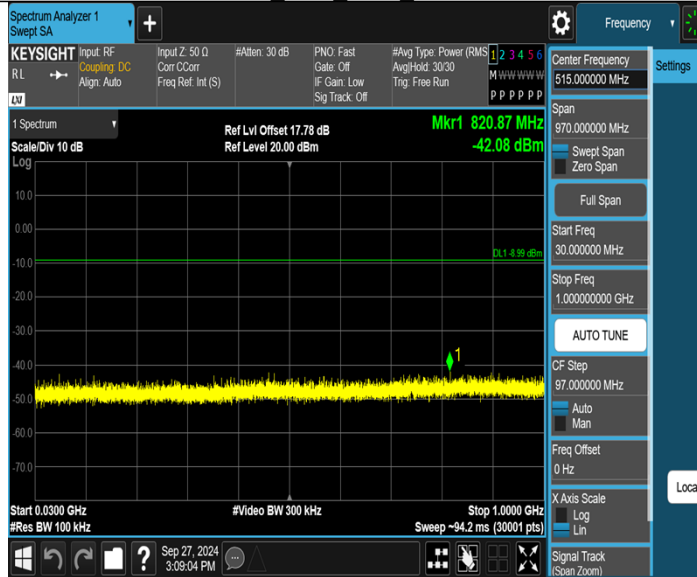 Spectrum Analyzer 1
Swept SA
Frequency
KEYSIGHT
RL
LXI
Input: RF
Coupling: DC
Align: Auto
Input Z: 50 Ω
Corr CCorr
Freq Ref: Int (S)
#Atten: 30 dB
PNO: Fast
Gate: Off
IF Gain: Low
Sig Track: Off
#Avg Type: Power (RMS
Avg|Hold: 30/30
Trig: Free Run
1 2 3 4 5 6
M W W W W W
P P P P P P
Settings
1 Spectrum
Scale/Div 10 dB
Ref Lvl Offset 17.78 dB
Ref Level 20.00 dBm
Mkr1 820.87 MHz
-42.08 dBm
Log
10.0
0.00
-10.0
-20.0
-30.0
-40.0
-50.0
-60.0
-70.0
DL1 -8.99 dBm
1
Start 0.0300 GHz
#Res BW 100 kHz
#Video BW 300 kHz
Stop 1.0000 GHz
Sweep ~94.2 ms (30001 pts)
Sep 27, 2024
3:09:04 PM
Center Frequency
515.000000 MHz
Span
970.000000 MHz
Swept Span
Zero Span
Full Span
Start Freq
30.000000 MHz
Stop Freq
1.000000000 GHz
AUTO TUNE
CF Step
97.000000 MHz
Auto
Man
Freq Offset
0 Hz
X Axis Scale
Log
Lin
Signal Track
(Span Zoom)
Loca